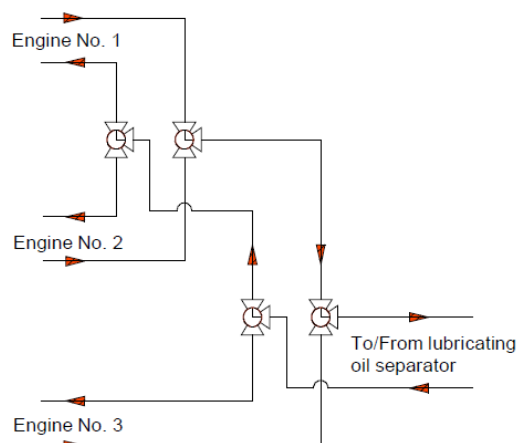 Engine No. 1
Engine No. 2
To/From lubricating
oil separator
Engine No. 3